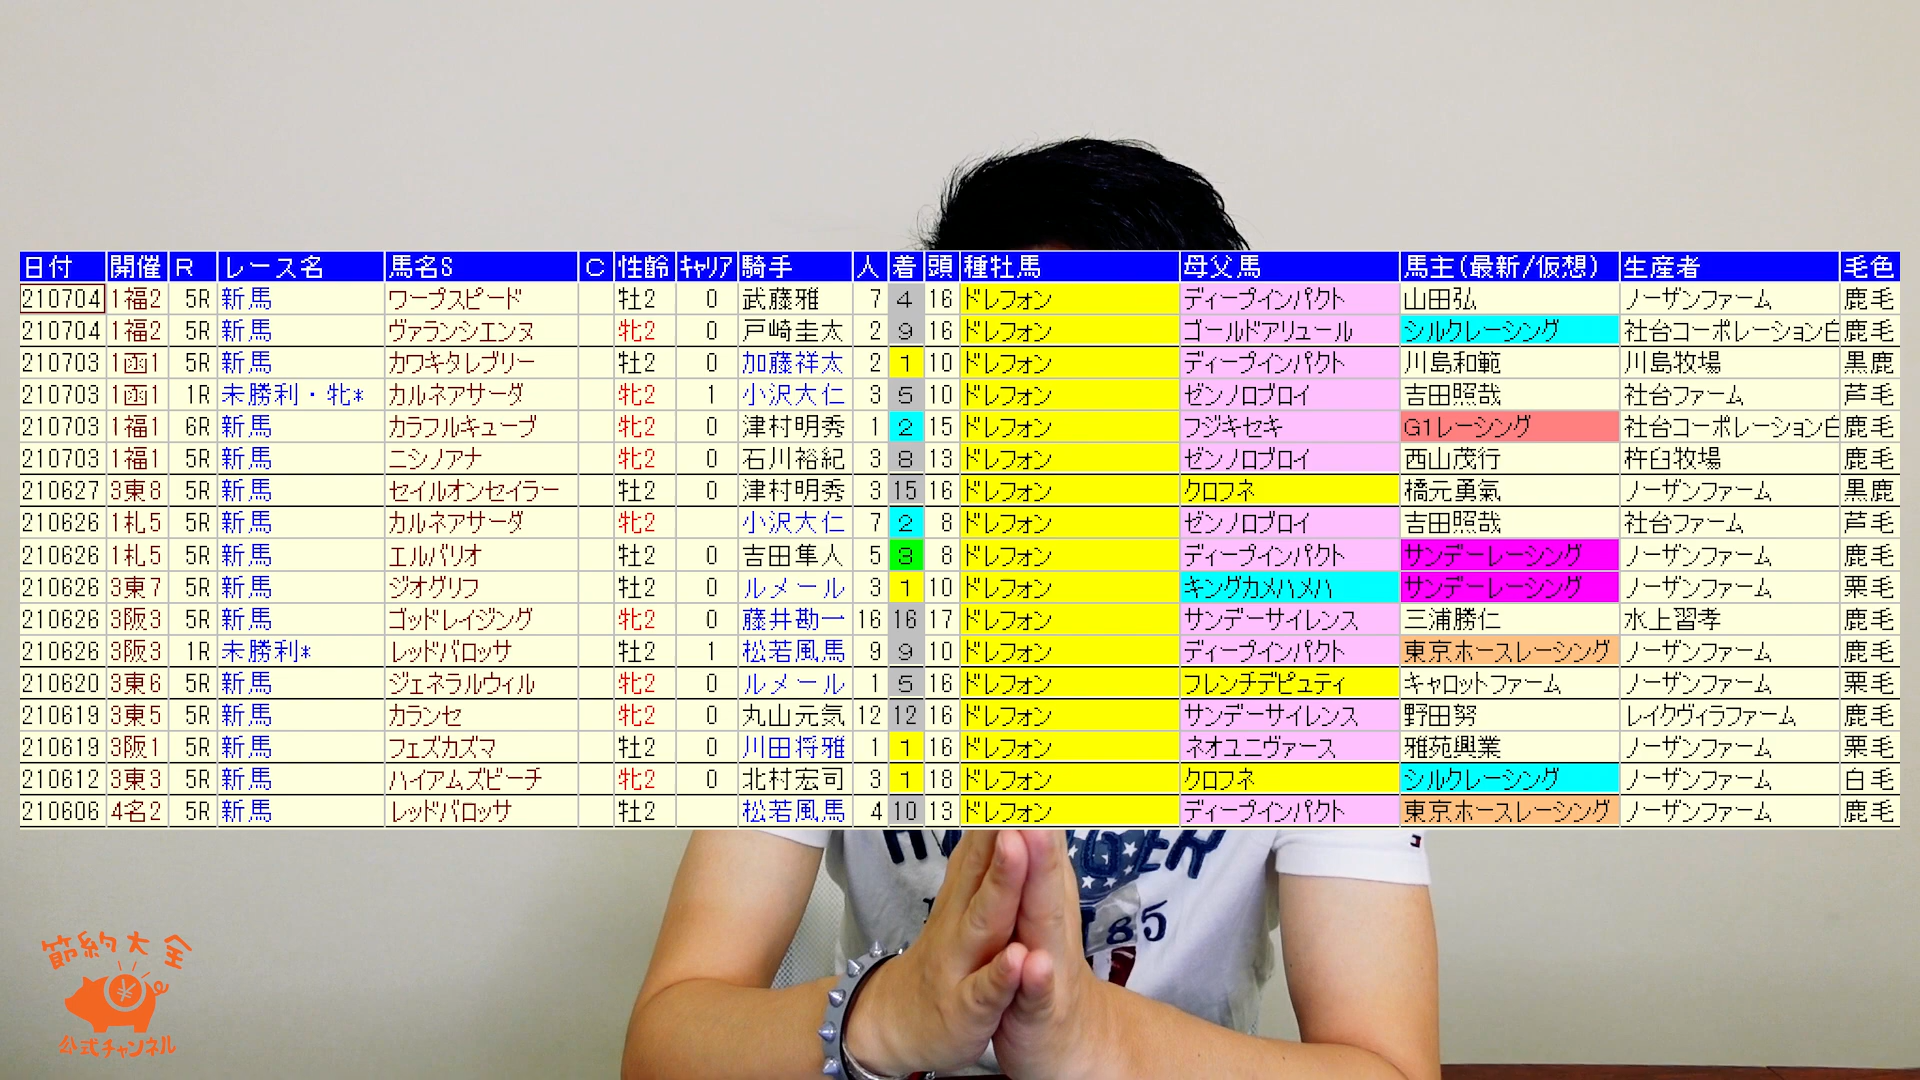 日付 開催 R レース名 馬名S C 性齢 ｷｬﾘｱ 騎手 人 着 頭 種牡馬 母父馬 馬主(最新/仮想) 生産者 毛色
210704 1福2 5R 新馬 ワープスピード 牡2 0 武藤雅 7 4 16 ドレフォン ディープインパクト 山田弘 ノーザンファーム 鹿毛
210704 1福2 5R 新馬 ヴァランシエンヌ 牝2 0 戸崎圭太 2 9 16 ドレフォン ゴールドアリュール シルクレーシング 社台コーポレーション白 鹿毛
210703 1函1 5R 新馬 カワキタレブリー 牡2 0 加藤祥太 2 1 10 ドレフォン ディープインパクト 川島和範 川島牧場 黒鹿
210703 1函1 1R 未勝利・牝* カルネアサーダ 牝2 1 小沢大仁 3 5 10 ドレフォン ゼンノロブロイ 吉田照哉 社台ファーム 芦毛
210703 1福1 6R 新馬 カラフルキューブ 牝2 0 津村明秀 1 2 15 ドレフォン フジキセキ G1レーシング 社台コーポレーション白 鹿毛
210703 1福1 5R 新馬 ニシノアナ 牝2 0 石川裕紀 3 8 13 ドレフォン ゼンノロブロイ 西山茂行 杵臼牧場 鹿毛
210627 3東8 5R 新馬 セイルオンセイラー 牡2 0 津村明秀 3 15 16 ドレフォン クロフネ 橋元勇氣 ノーザンファーム 黒鹿
210626 1札5 5R 新馬 カルネアサーダ 牝2 小沢大仁 7 2 8 ドレフォン ゼンノロブロイ 吉田照哉 社台ファーム 芦毛
210626 1札5 5R 新馬 エルバリオ 牡2 0 吉田隼人 5 3 8 ドレフォン ディープインパクト サンデーレーシング ノーザンファーム 鹿毛
210626 3東7 5R 新馬 ジオグリフ 牡2 0 ルメール 3 1 10 ドレフォン キングカメハメハ サンデーレーシング ノーザンファーム 栗毛
210626 3阪3 5R 新馬 ゴッドレイジング 牝2 0 藤井勘一 16 16 17 ドレフォン サンデーサイレンス 三浦勝仁 水上習孝 鹿毛
210626 3阪3 1R 未勝利* レッドバロッサ 牡2 1 松若風馬 9 9 10 ドレフォン ディープインパクト 東京ホースレーシング ノーザンファーム 鹿毛
210620 3東6 5R 新馬 ジェネラルウィル 牝2 0 ルメール 1 5 16 ドレフォン フレンチデピュティ キャロットファーム ノーザンファーム 栗毛
210619 3東5 5R 新馬 カランセ 牝2 0 丸山元気 12 12 16 ドレフォン サンデーサイレンス 野田努 レイクヴィラファーム 鹿毛
210619 3阪1 5R 新馬 フェズカズマ 牡2 0 川田将雅 1 1 16 ドレフォン ネオユニヴァース 雅苑興業 ノーザンファーム 栗毛
210612 3東3 5R 新馬 ハイアムズビーチ 牝2 0 北村宏司 3 1 18 ドレフォン クロフネ シルクレーシング ノーザンファーム 白毛
210606 4名2 5R 新馬 レッドバロッサ 牡2 松若風馬 4 10 13 ドレフォン ディープインパクト 東京ホースレーシング ノーザンファーム 鹿毛
85
節約大全
公式チャンネル